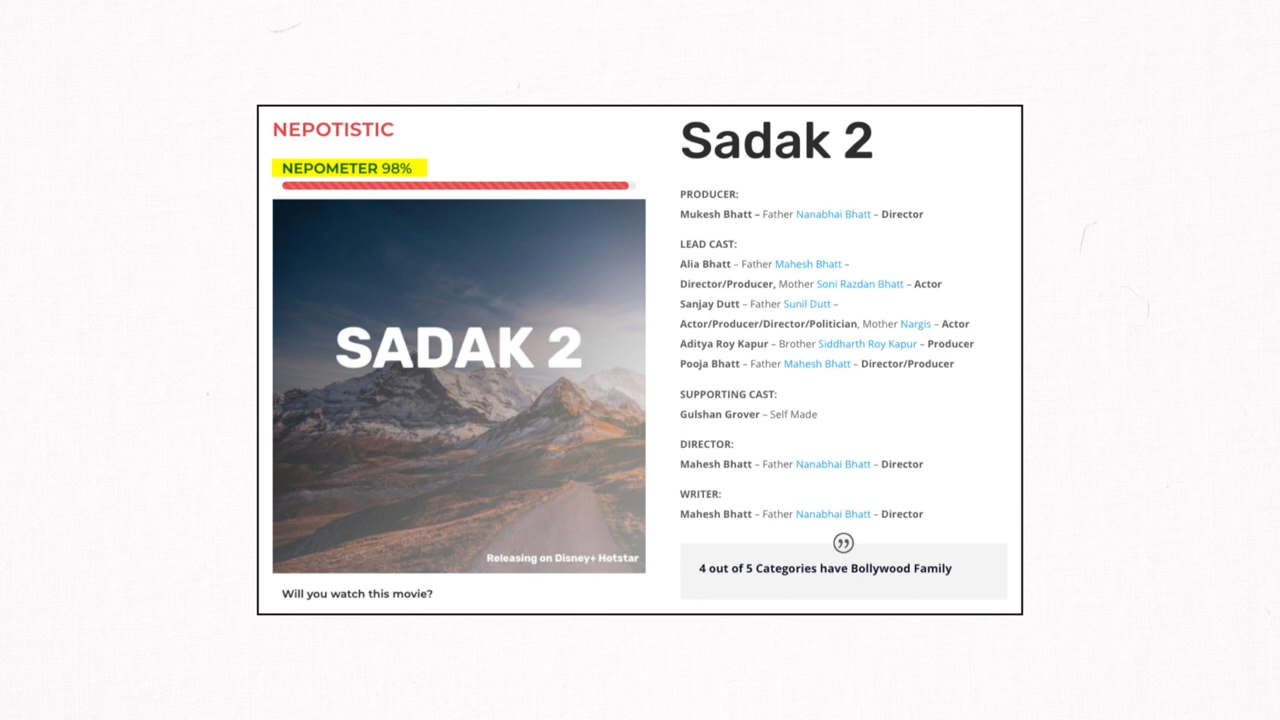 NEPOTISTIC
NEPOMETER 98%
SADAK 2
Releasing on Disney+ Hotstar
Will you watch this movie?
Sadak 2
PRODUCER:
Mukesh Bhatt – Father Nanabhai Bhatt – Director
LEAD CAST:
Alia Bhatt – Father Mahesh Bhatt –
Director/Producer, Mother Soni Razdan Bhatt – Actor
Sanjay Dutt – Father Sunil Dutt –
Actor/Producer/Director/Politician, Mother Nargis – Actor
Aditya Roy Kapur – Brother Siddharth Roy Kapur – Producer
Pooja Bhatt – Father Mahesh Bhatt – Director/Producer
SUPPORTING CAST:
Gulshan Grover – Self Made
DIRECTOR:
Mahesh Bhatt – Father Nanabhai Bhatt – Director
WRITER:
Mahesh Bhatt – Father Nanabhai Bhatt – Director
4 out of 5 Categories have Bollywood Family